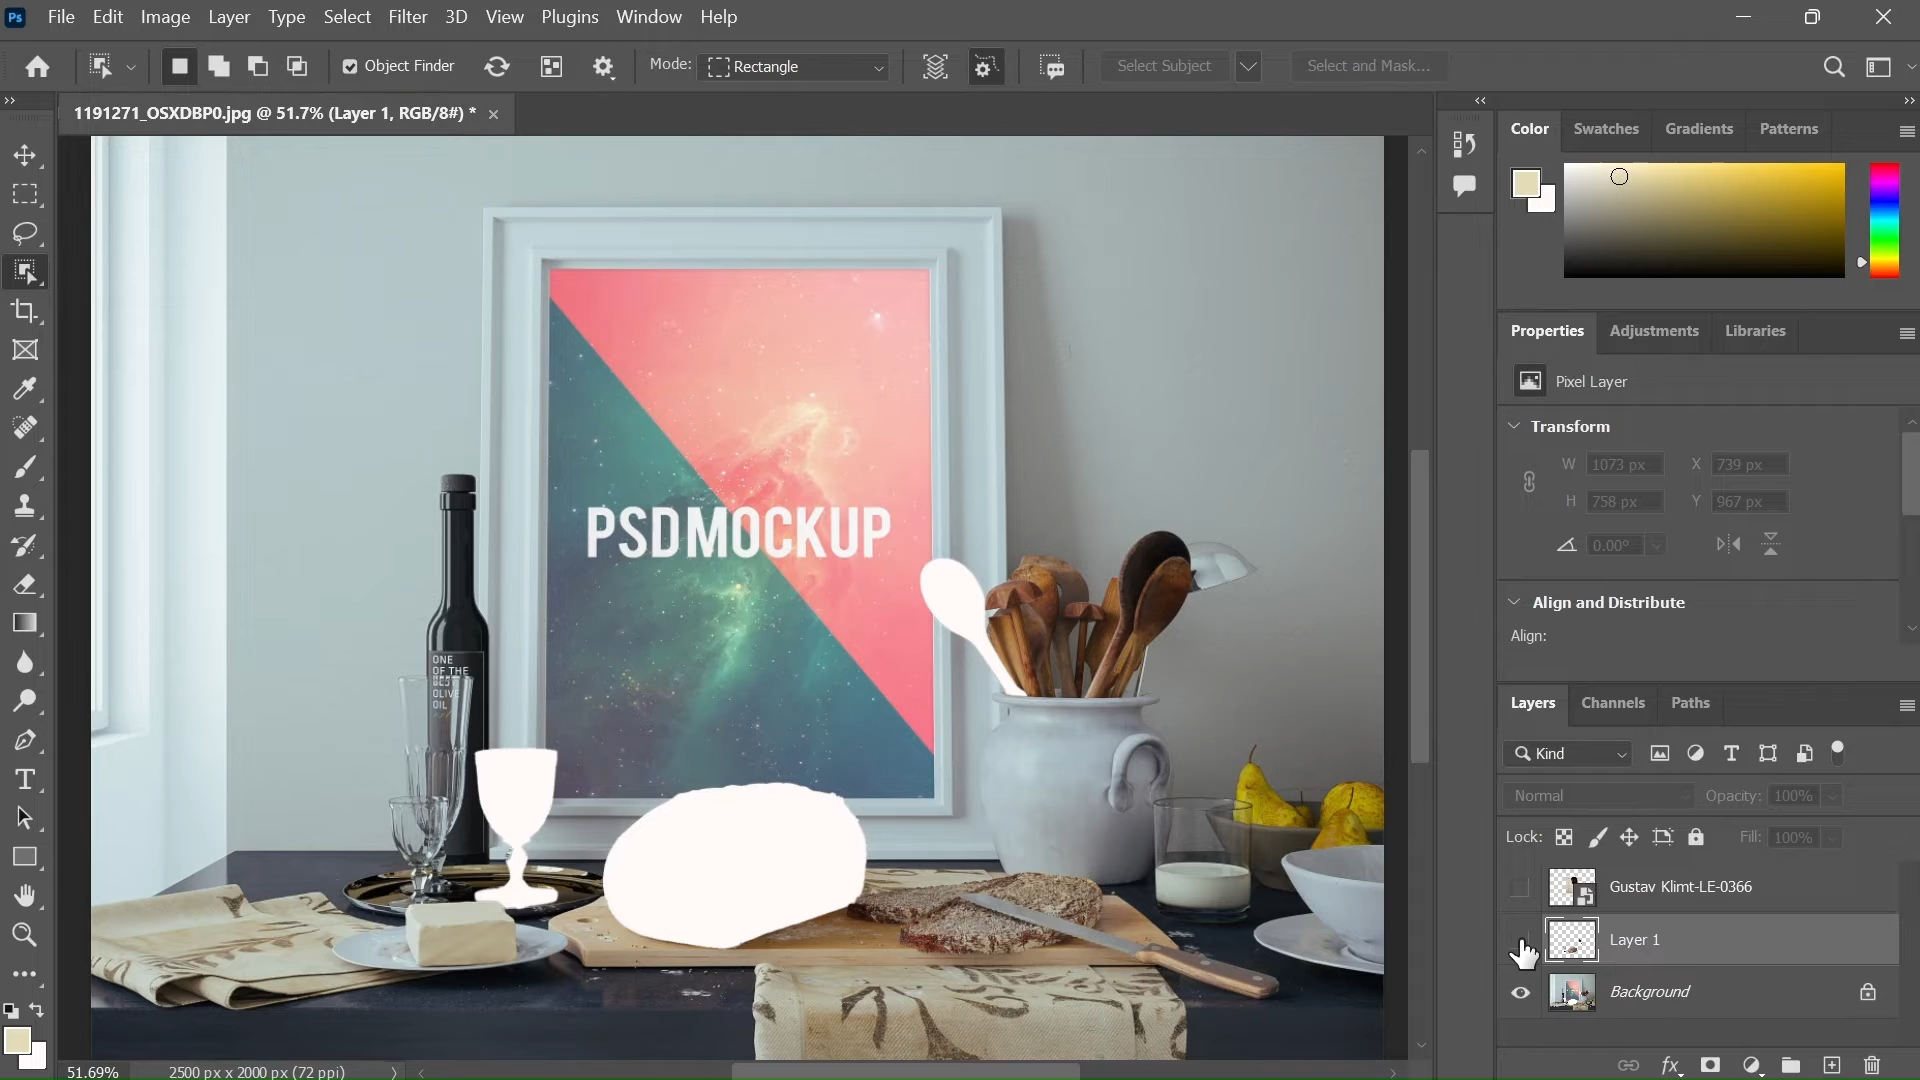 Ps
File Edit Image Layer Type Select Filter 3D View Plugins Window Help
Object Finder
Mode: Rectangle
Select Subject
Select and Mask...
1191271_OSXDBP0.jpg @ 51.7% (Layer 1, RGB/8#) *
Color Swatches Gradients Patterns
Properties Adjustments Libraries
Pixel Layer
Transform
W 1073 px X 739 px
H 758 px Y 967 px
0.00°
Align and Distribute
Align:
Layers Channels Paths
Kind
Normal Opacity: 100%
Lock: Fill: 100%
Gustav Klimt-LE-0366
Layer 1
Background
PSDMOCKUP
ONE
OF THE
BEST
OLIVE
OIL
51.69% 2500 px x 2000 px (72 ppi)